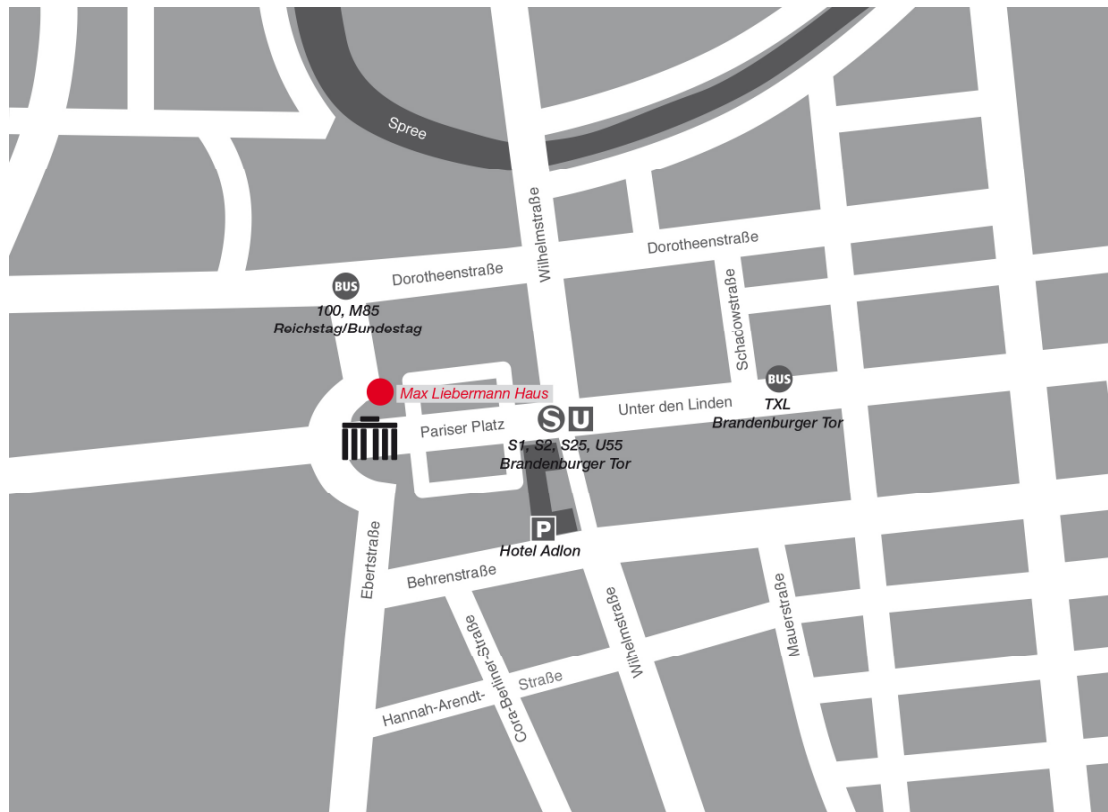 Spree
Wilhelmstraße
Dorotheenstraße
Dorotheenstraße
BUS
100, M85
Reichstag/Bundestag
Schadowstraße
BUS
TXL
Brandenburger Tor
Max Liebermann Haus
Unter den Linden
Pariser Platz
S U
S1, S2, S25, U55
Brandenburger Tor
P
Hotel Adlon
Ebertstraße
Behrenstraße
Mauerstraße
Wilhelmstraße
Cora-Berliner-Straße
Hannah-Arendt-Straße